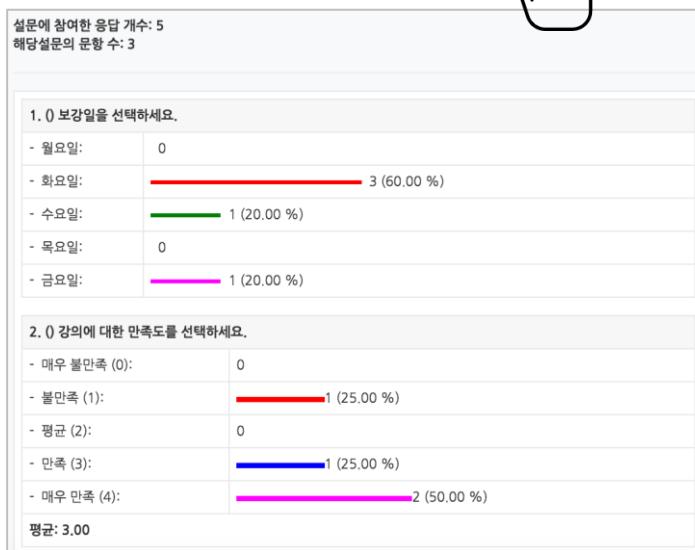 설문에 참여한 응답 개수: 5
해당설문의 문항 수: 3
1. () 보강일을 선택하세요.
- 월요일: 0
- 화요일: 3 (60.00 %)
- 수요일: 1 (20.00 %)
- 목요일: 0
- 금요일: 1 (20.00 %)
2. () 강의에 대한 만족도를 선택하세요.
- 매우 불만족 (0): 0
- 불만족 (1): 1 (25.00 %)
- 평균 (2): 0
- 만족 (3): 1 (25.00 %)
- 매우 만족 (4): 2 (50.00 %)
평균: 3.00